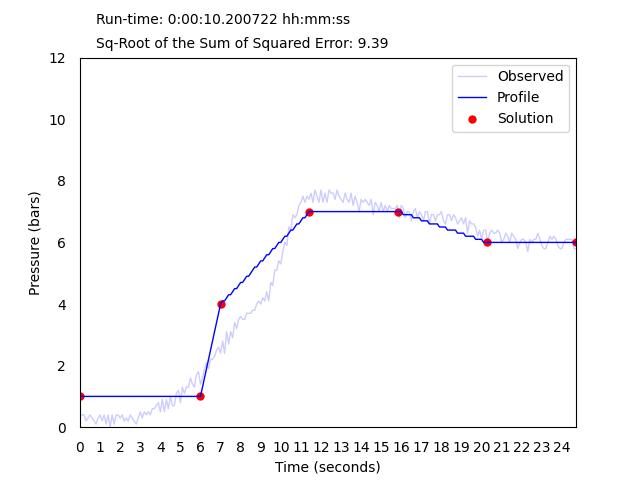 Run-time: 0:00:10.200722 hh:mm:ss
Sq-Root of the Sum of Squared Error: 9.39
12
10
8
6
4
2
0
Pressure (bars)
Observed
Profile
Solution
0 1 2 3 4 5 6 7 8 9 10 11 12 13 14 15 16 17 18 19 20 21 22 23 24
Time (seconds)